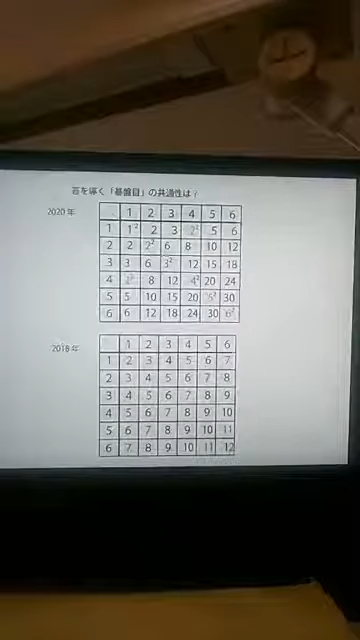 答を導く「碁盤目」の共通性は?
2020年
1 2 3 4 5 6
1 1² 2 3 2² 5 6
2 2 2² 6 8 10 12
3 3 6 3² 12 15 18
4 2² 8 12 4² 20 24
5 5 10 15 20 5² 30
6 6 12 18 24 30 6²
2018年
1 2 3 4 5 6
1 2 3 4 5 6 7
2 3 4 5 6 7 8
3 4 5 6 7 8 9
4 5 6 7 8 9 10
5 6 7 8 9 10 11
6 7 8 9 10 11 12